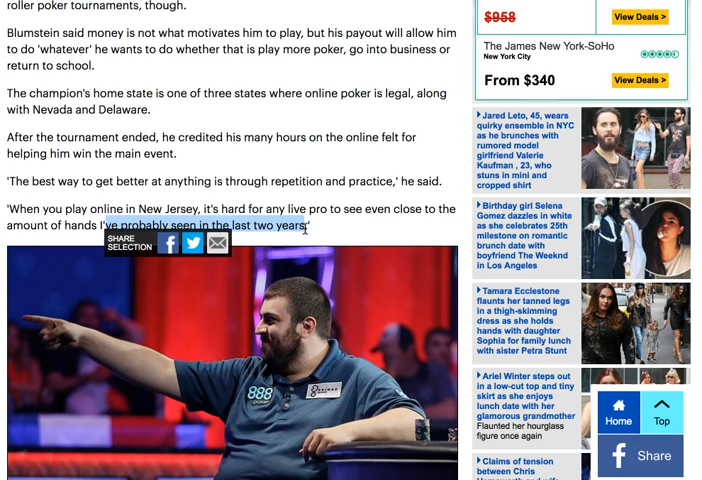 roller poker tournaments, though.
Blumstein said money is not what motivates him to play, but his payout will allow him
to do 'whatever' he wants to do whether that is play more poker, go into business or
return to school.
The champion's home state is one of three states where online poker is legal, along
with Nevada and Delaware.
After the tournament ended, he credited his many hours on the online felt for
helping him win the main event.
'The best way to get better at anything is through repetition and practice,' he said.
'When you play online in New Jersey, it's hard for any live pro to see even close to the
amount of hands I've probably seen in the last two years.'
SHARE
SELECTION
888
poker
$958
View Deals >
The James New York-SoHo
New York City
From $340
View Deals >
Jared Leto, 45, wears
quirky ensemble in NYC
as he brunches with
rumored model
girlfriend Valerie
Kaufman , 23, who
stuns in mini and
cropped shirt
Birthday girl Selena
Gomez dazzles in white
as she celebrates 25th
milestone on romantic
brunch date with
boyfriend The Weeknd
in Los Angeles
Tamara Ecclestone
flaunts her tanned legs
in a thigh-skimming
dress as she holds
hands with daughter
Sophia for family lunch
with sister Petra Stunt
Ariel Winter steps out
in a low-cut top and tiny
skirt as she enjoys
lunch date with her
glamorous grandmother
Flaunted her hourglass
figure once again
Claims of tension
between Chris
Home
Top
f Share